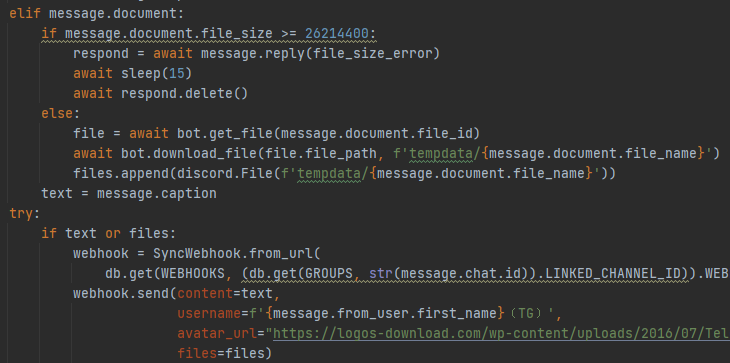 elif message.document:
if message.document.file_size >= 26214400:
respond = await message.reply(file_size_error)
await sleep(15)
await respond.delete()
else:
file = await bot.get_file(message.document.file_id)
await bot.download_file(file.file_path, f'tempdata/{message.document.file_name}')
files.append(discord.File(f'tempdata/{message.document.file_name}'))
text = message.caption
try:
if text or files:
webhook = SyncWebhook.from_url(
db.get(WEBHOOKS, (db.get(GROUPS, str(message.chat.id)).LINKED_CHANNEL_ID)).WEB
webhook.send(content=text,
username=f'{message.from_user.first_name}（TG）',
avatar_url="https://logos-download.com/wp-content/uploads/2016/07/Tel
files=files)